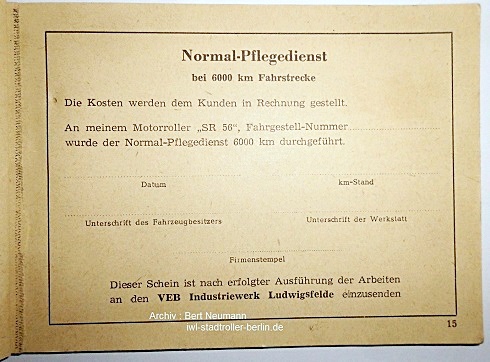 Normal-Pflegedienst
bei 6000 km Fahrstrecke
Die Kosten werden dem Kunden in Rechnung gestellt.
An meinem Motorroller „SR 56“, Fahrgestell-Nummer
wurde der Normal-Pflegedienst 6000 km durchgeführt.
Datum km-Stand
Unterschrift des Fahrzeugbesitzers Unterschrift der Werkstatt
Firmenstempel
Dieser Schein ist nach erfolgter Ausführung der Arbeiten
an den VEB Industriewerk Ludwigsfelde einzusenden
Archiv : Bert Neumann
iwl-stadtroller-berlin.de
15